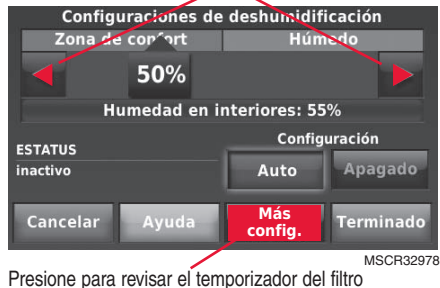 Configuraciones de deshumidificación
Zona de confort Húmedo
50%
Humedad en interiores: 55%
Configuración
ESTATUS
inactivo
Auto Apagado
Cancelar Ayuda Más config. Terminado
MSCR32978
Presione para revisar el temporizador del filtro